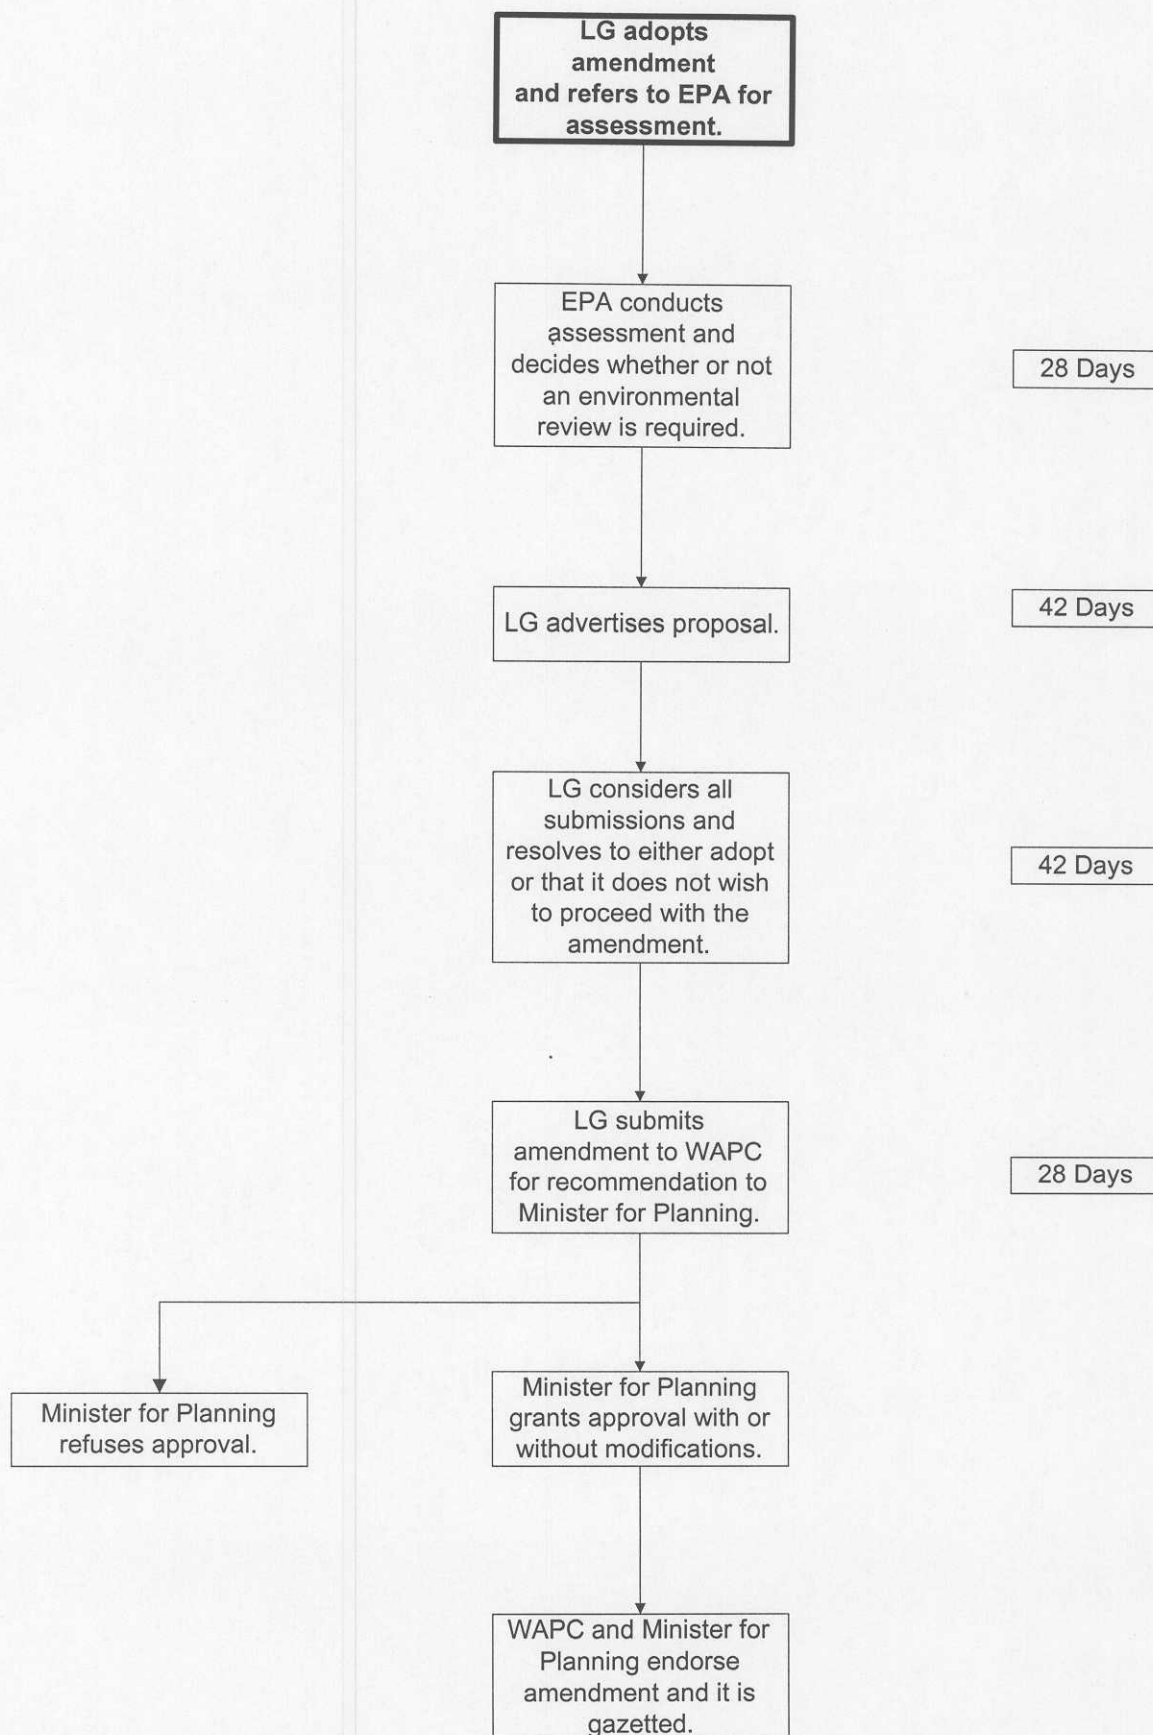 LG adopts
amendment
and refers to EPA for
assessment.
EPA conducts
assessment and
decides whether or not
an environmental
review is required.
28 Days
LG advertises proposal.
42 Days
LG considers all
submissions and
resolves to either adopt
or that it does not wish
to proceed with the
amendment.
42 Days
LG submits
amendment to WAPC
for recommendation to
Minister for Planning.
28 Days
Minister for Planning
refuses approval.
Minister for Planning
grants approval with or
without modifications.
WAPC and Minister for
Planning endorse
amendment and it is
gazetted.